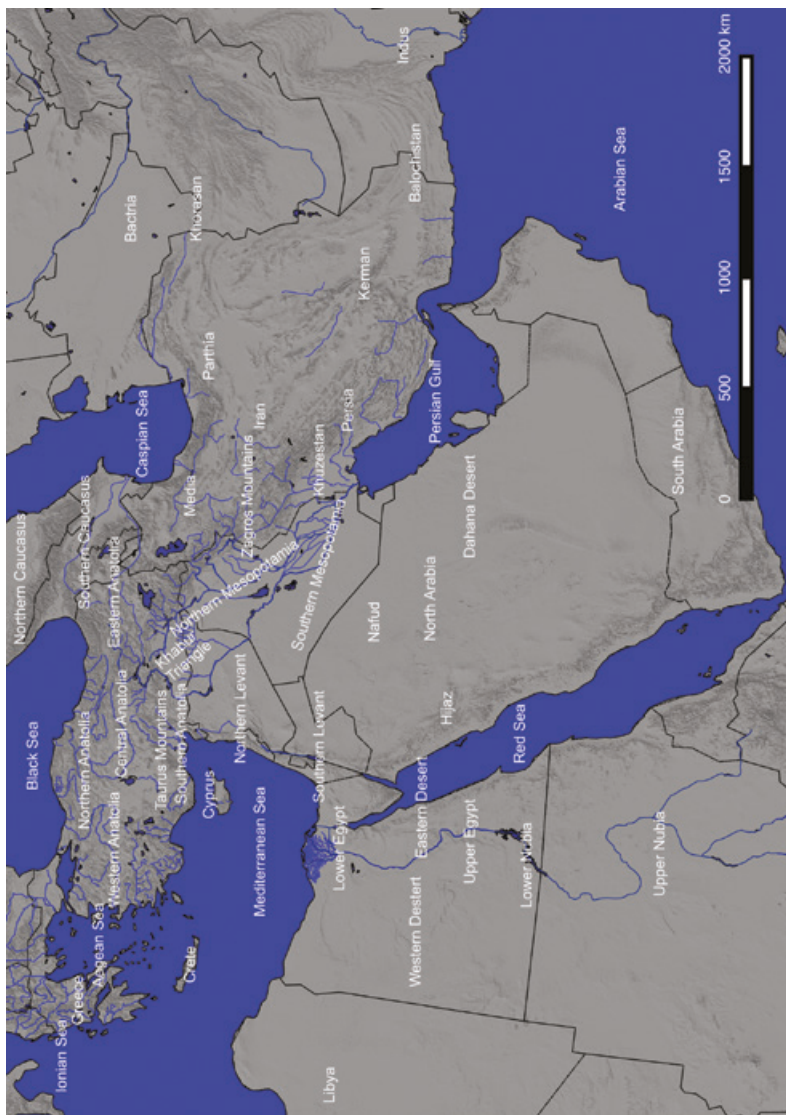 Northern Caucasus
Black Sea
Ionian Sea
Greece
Northern Anatolia
Southern Caucasus
Aegean Sea
Western Anatolia
Central Anatolia
Eastern Anatolia
Bactria
Caspian Sea
Taurus Mountains
Khabur
Triangle
Southern Anatolia
Crete
Media
Khorasan
Cyprus
Parthia
Northern Mesopotamia
Northern Levant
Zagros Mountains
Mediterranean Sea
Iran
Southern Levant
Southern Mesopotamia
Khuzestan
Libya
Lower Egypt
Persia
Kerman
Nafud
Indus
Western Destert
Eastern Desert
North Arabia
Persian Gulf
Balochistan
Hijaz
Upper Egypt
Dahana Desert
Red Sea
Lower Nubia
Arabian Sea
Upper Nubia
South Arabia
0 500 1000 1500 2000 km